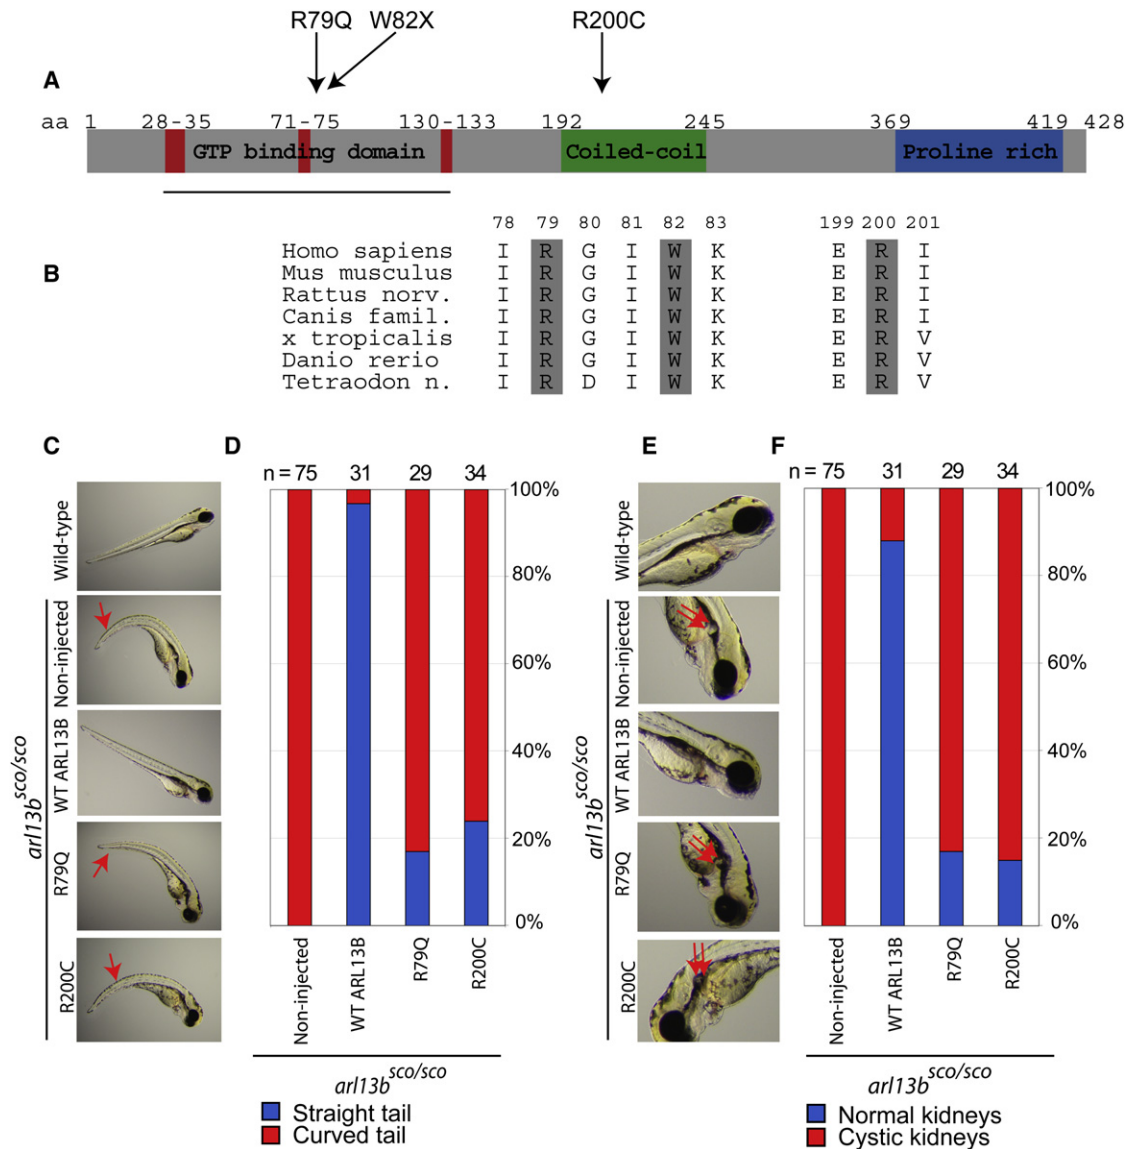 R79Q W82X R200C
A
aa 1 28-35 71-75 130-133 192 245 369 419 428
GTP binding domain Coiled-coil Proline rich
78 79 80 81 82 83 199 200 201
B
Homo sapiens I R G I W K E R I
Mus musculus I R G I W K E R I
Rattus norv. I R G I W K E R I
Canis famil. I R G I W K E R I
x tropicalis I R G I W K E R V
Danio rerio I R G I W K E R V
Tetraodon n. I R D I W K E R V
C
Wild-type
Non-injected
WT ARL13B
R79Q
R200C
arl13b sco/sco
D
n = 75 31 29 34
100%
80%
60%
40%
20%
0%
Non-injected
WT ARL13B
R79Q
R200C
arl13b sco/sco
Straight tail
Curved tail
E
Wild-type
Non-injected
WT ARL13B
R79Q
R200C
arl13b sco/sco
F
n = 75 31 29 34
100%
80%
60%
40%
20%
0%
Non-injected
WT ARL13B
R79Q
R200C
arl13b sco/sco
Normal kidneys
Cystic kidneys